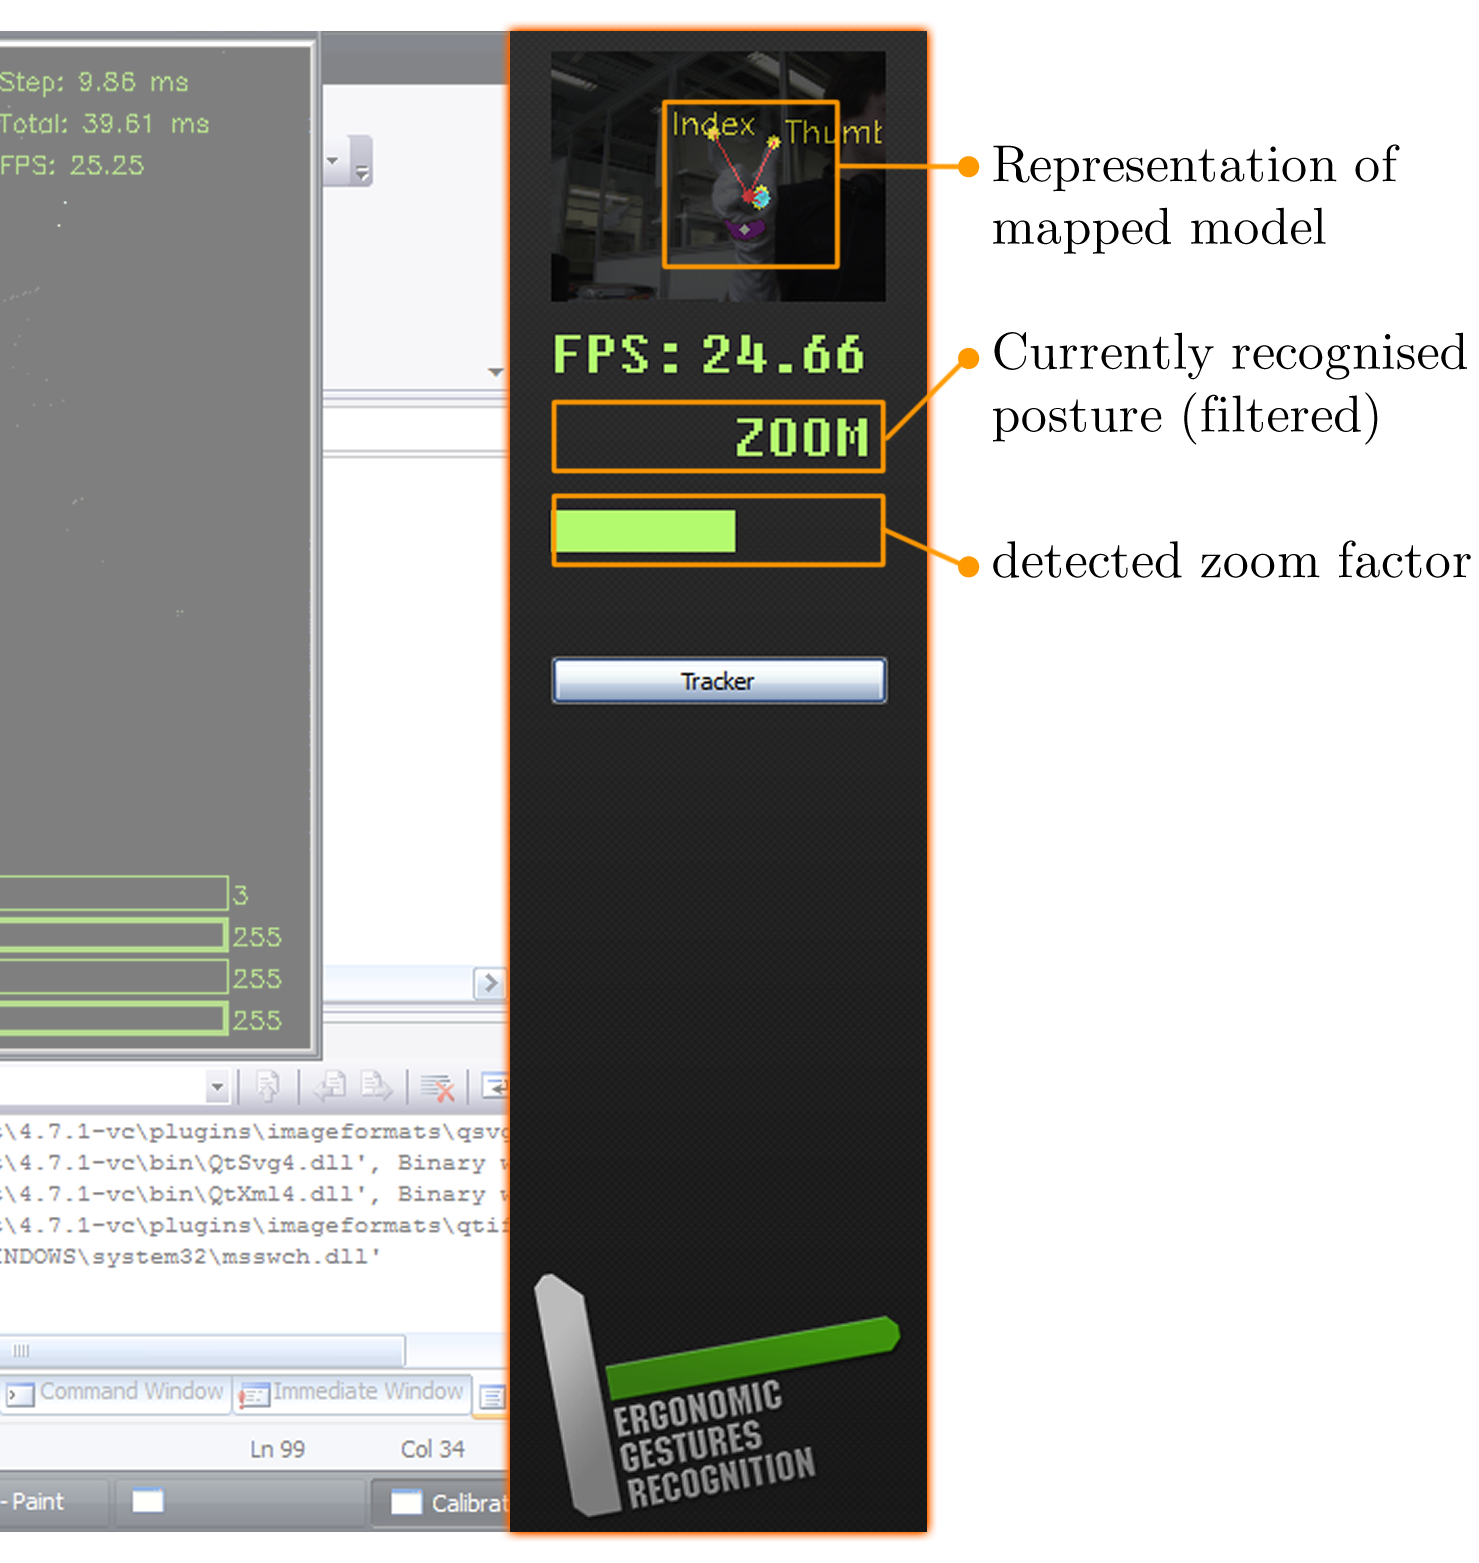 Step: 9.86 ms
Total: 39.61 ms
FPS: 25.25
Index Thumb
Representation of
mapped model
FPS: 24.66
ZOOM
Currently recognised
posture (filtered)
detected zoom factor
Tracker
3
255
255
255
\4.7.1-vc\plugins\imageformats\qsvg
\4.7.1-vc\bin\QtSvg4.dll', Binary w
\4.7.1-vc\bin\QtXml4.dll', Binary w
\4.7.1-vc\plugins\imageformats\qtif
INDOWS\system32\msswch.dll'
Command Window Immediate Window
Ln 99 Col 34
- Paint Calibrat
ERGONOMIC
GESTURES
RECOGNITION